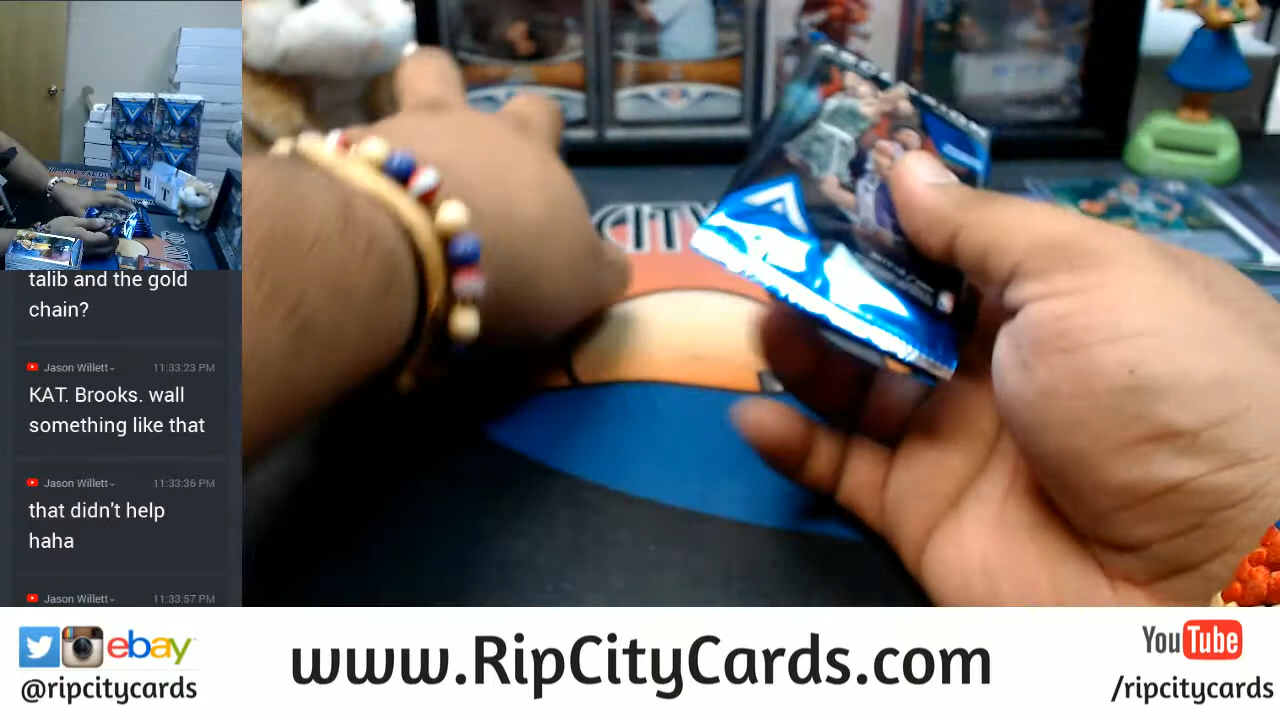 talib and the gold
chain?
Jason Willett
11:33:23 PM
KAT. Brooks. wall
something like that
Jason Willett
11:33:36 PM
that didn't help
haha
Jason Willett
11:33:57 PM
CITY
R T
ebay
@ripcitycards
www.RipCityCards.com
YouTube
/ripcitycards